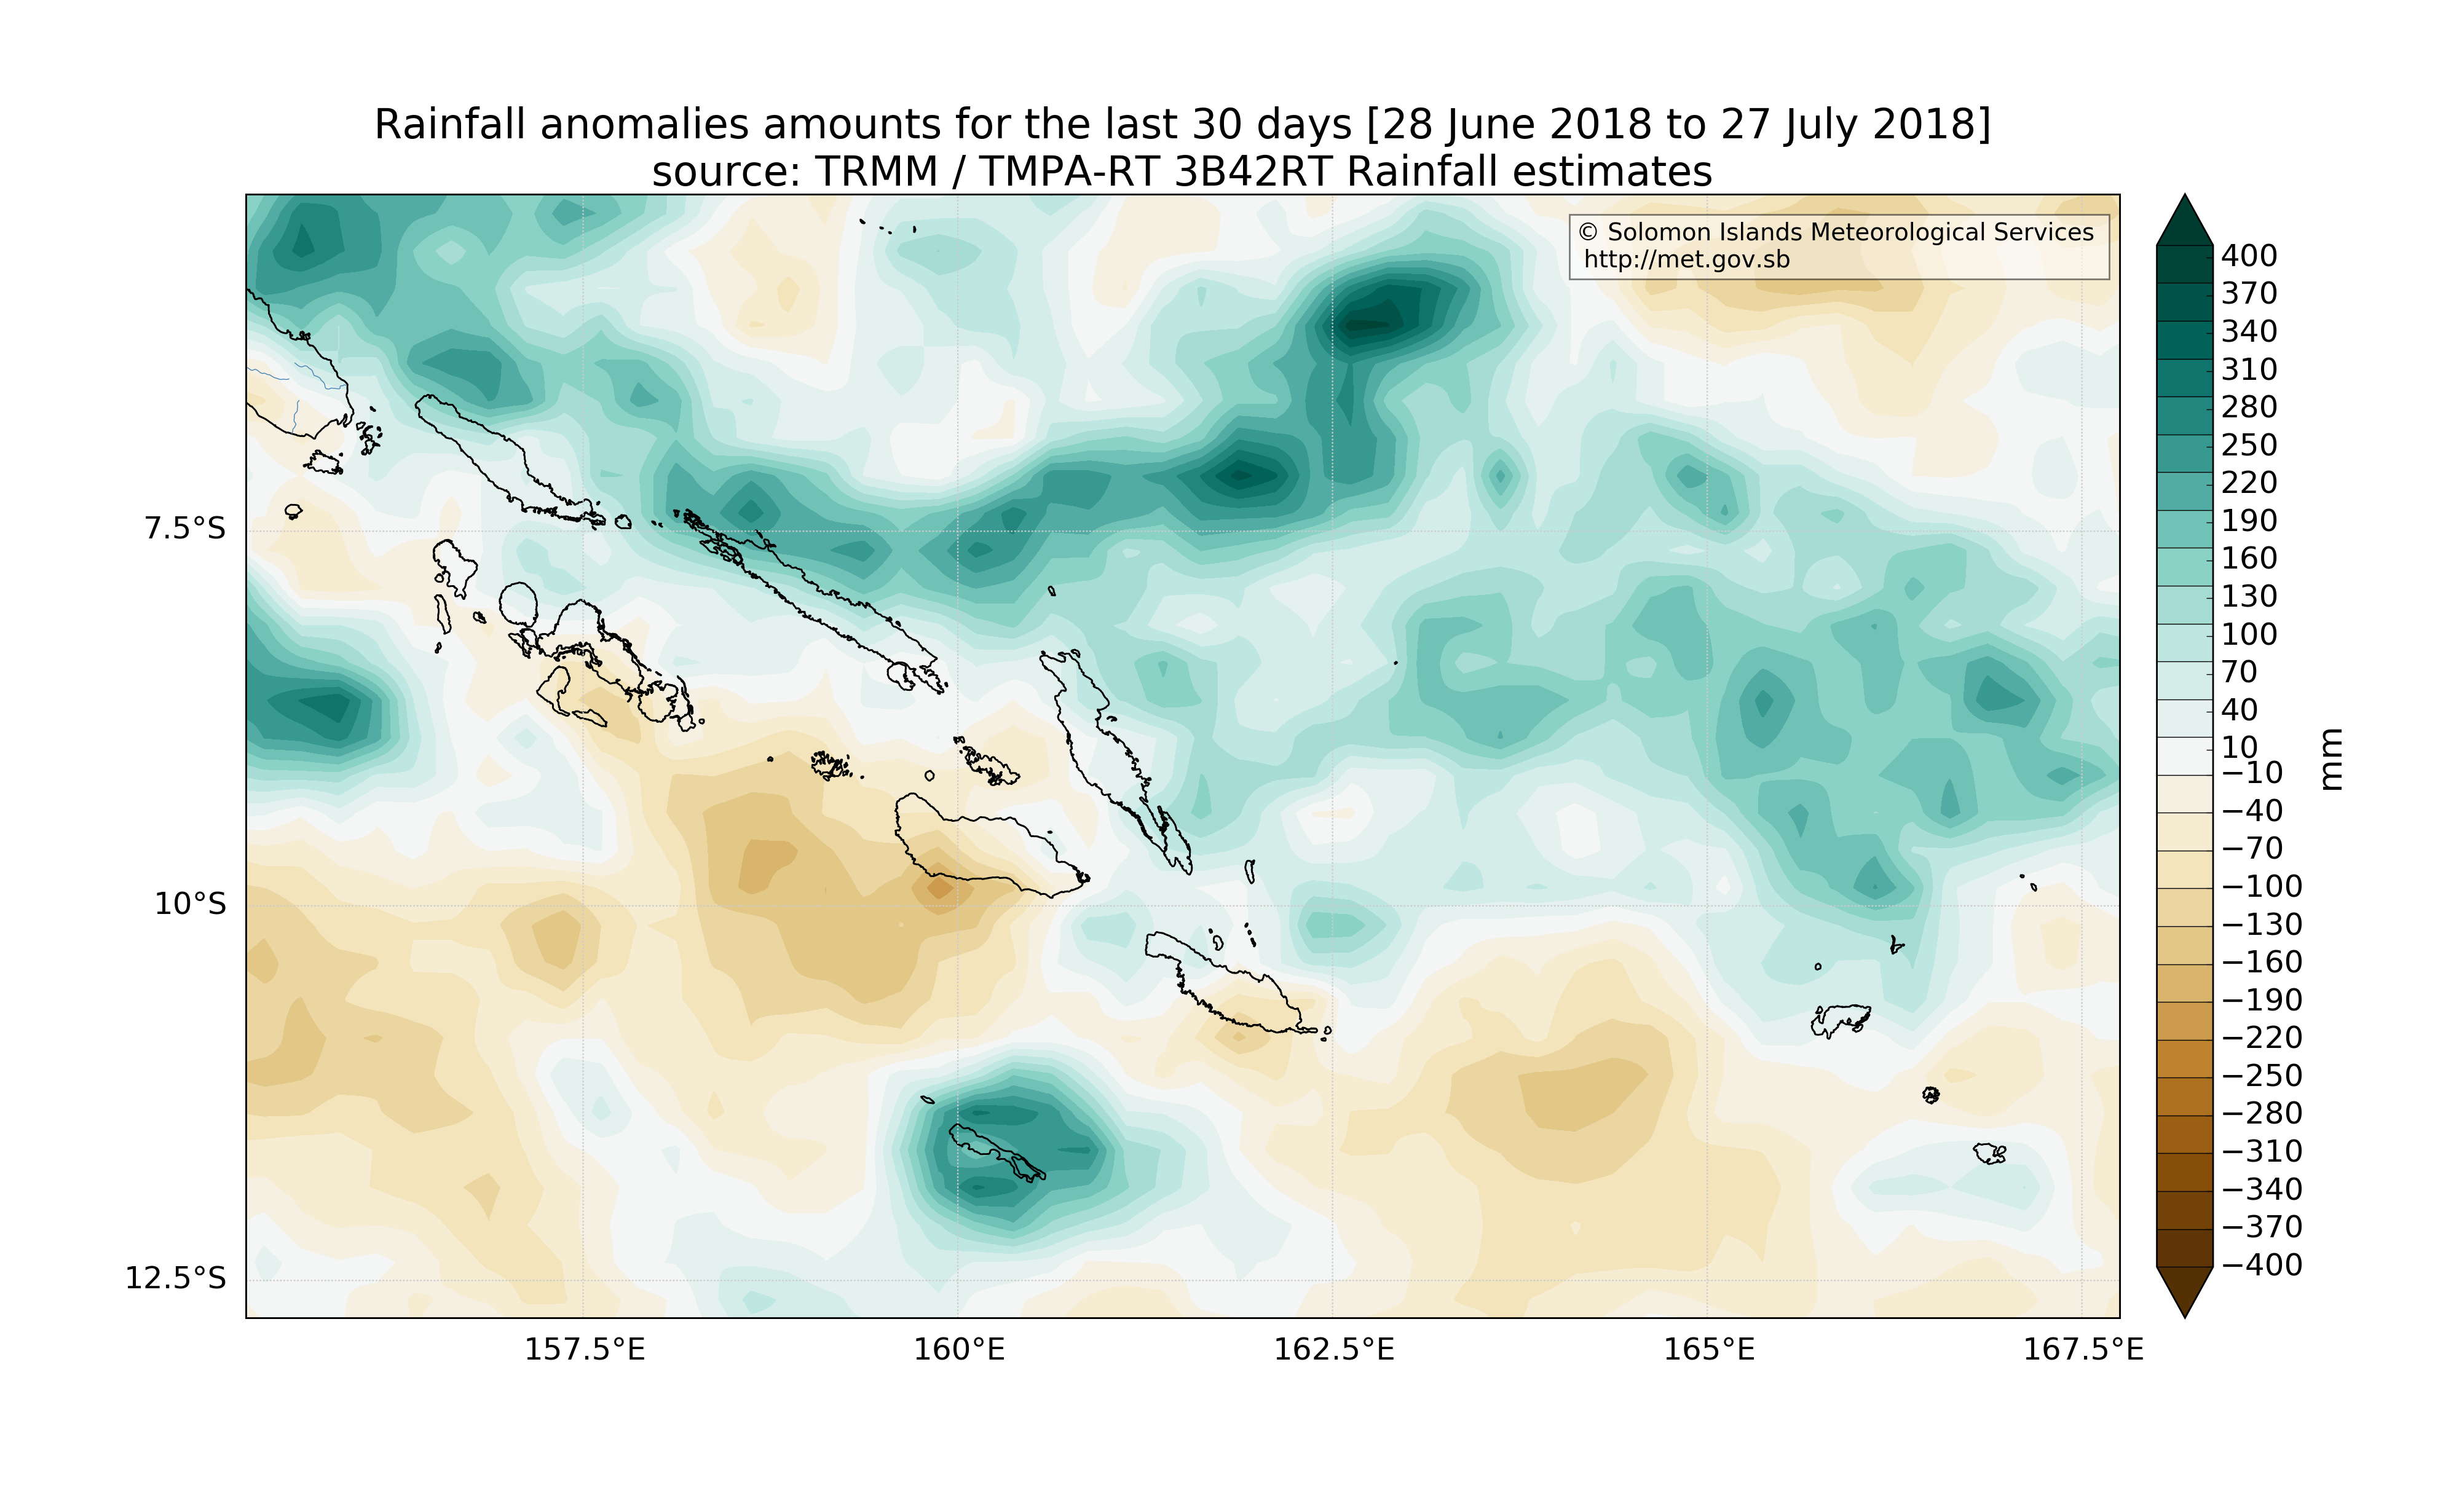 Rainfall anomalies amounts for the last 30 days [28 June 2018 to 27 July 2018]
source: TRMM / TMPA-RT 3B42RT Rainfall estimates
© Solomon Islands Meteorological Services
http://met.gov.sb
7.5°S
10°S
12.5°S
157.5°E
160°E
162.5°E
165°E
167.5°E
400
370
340
310
280
250
220
190
160
130
100
70
40
10
−10
−40
−70
−100
−130
−160
−190
−220
−250
−280
−310
−340
−370
−400
mm